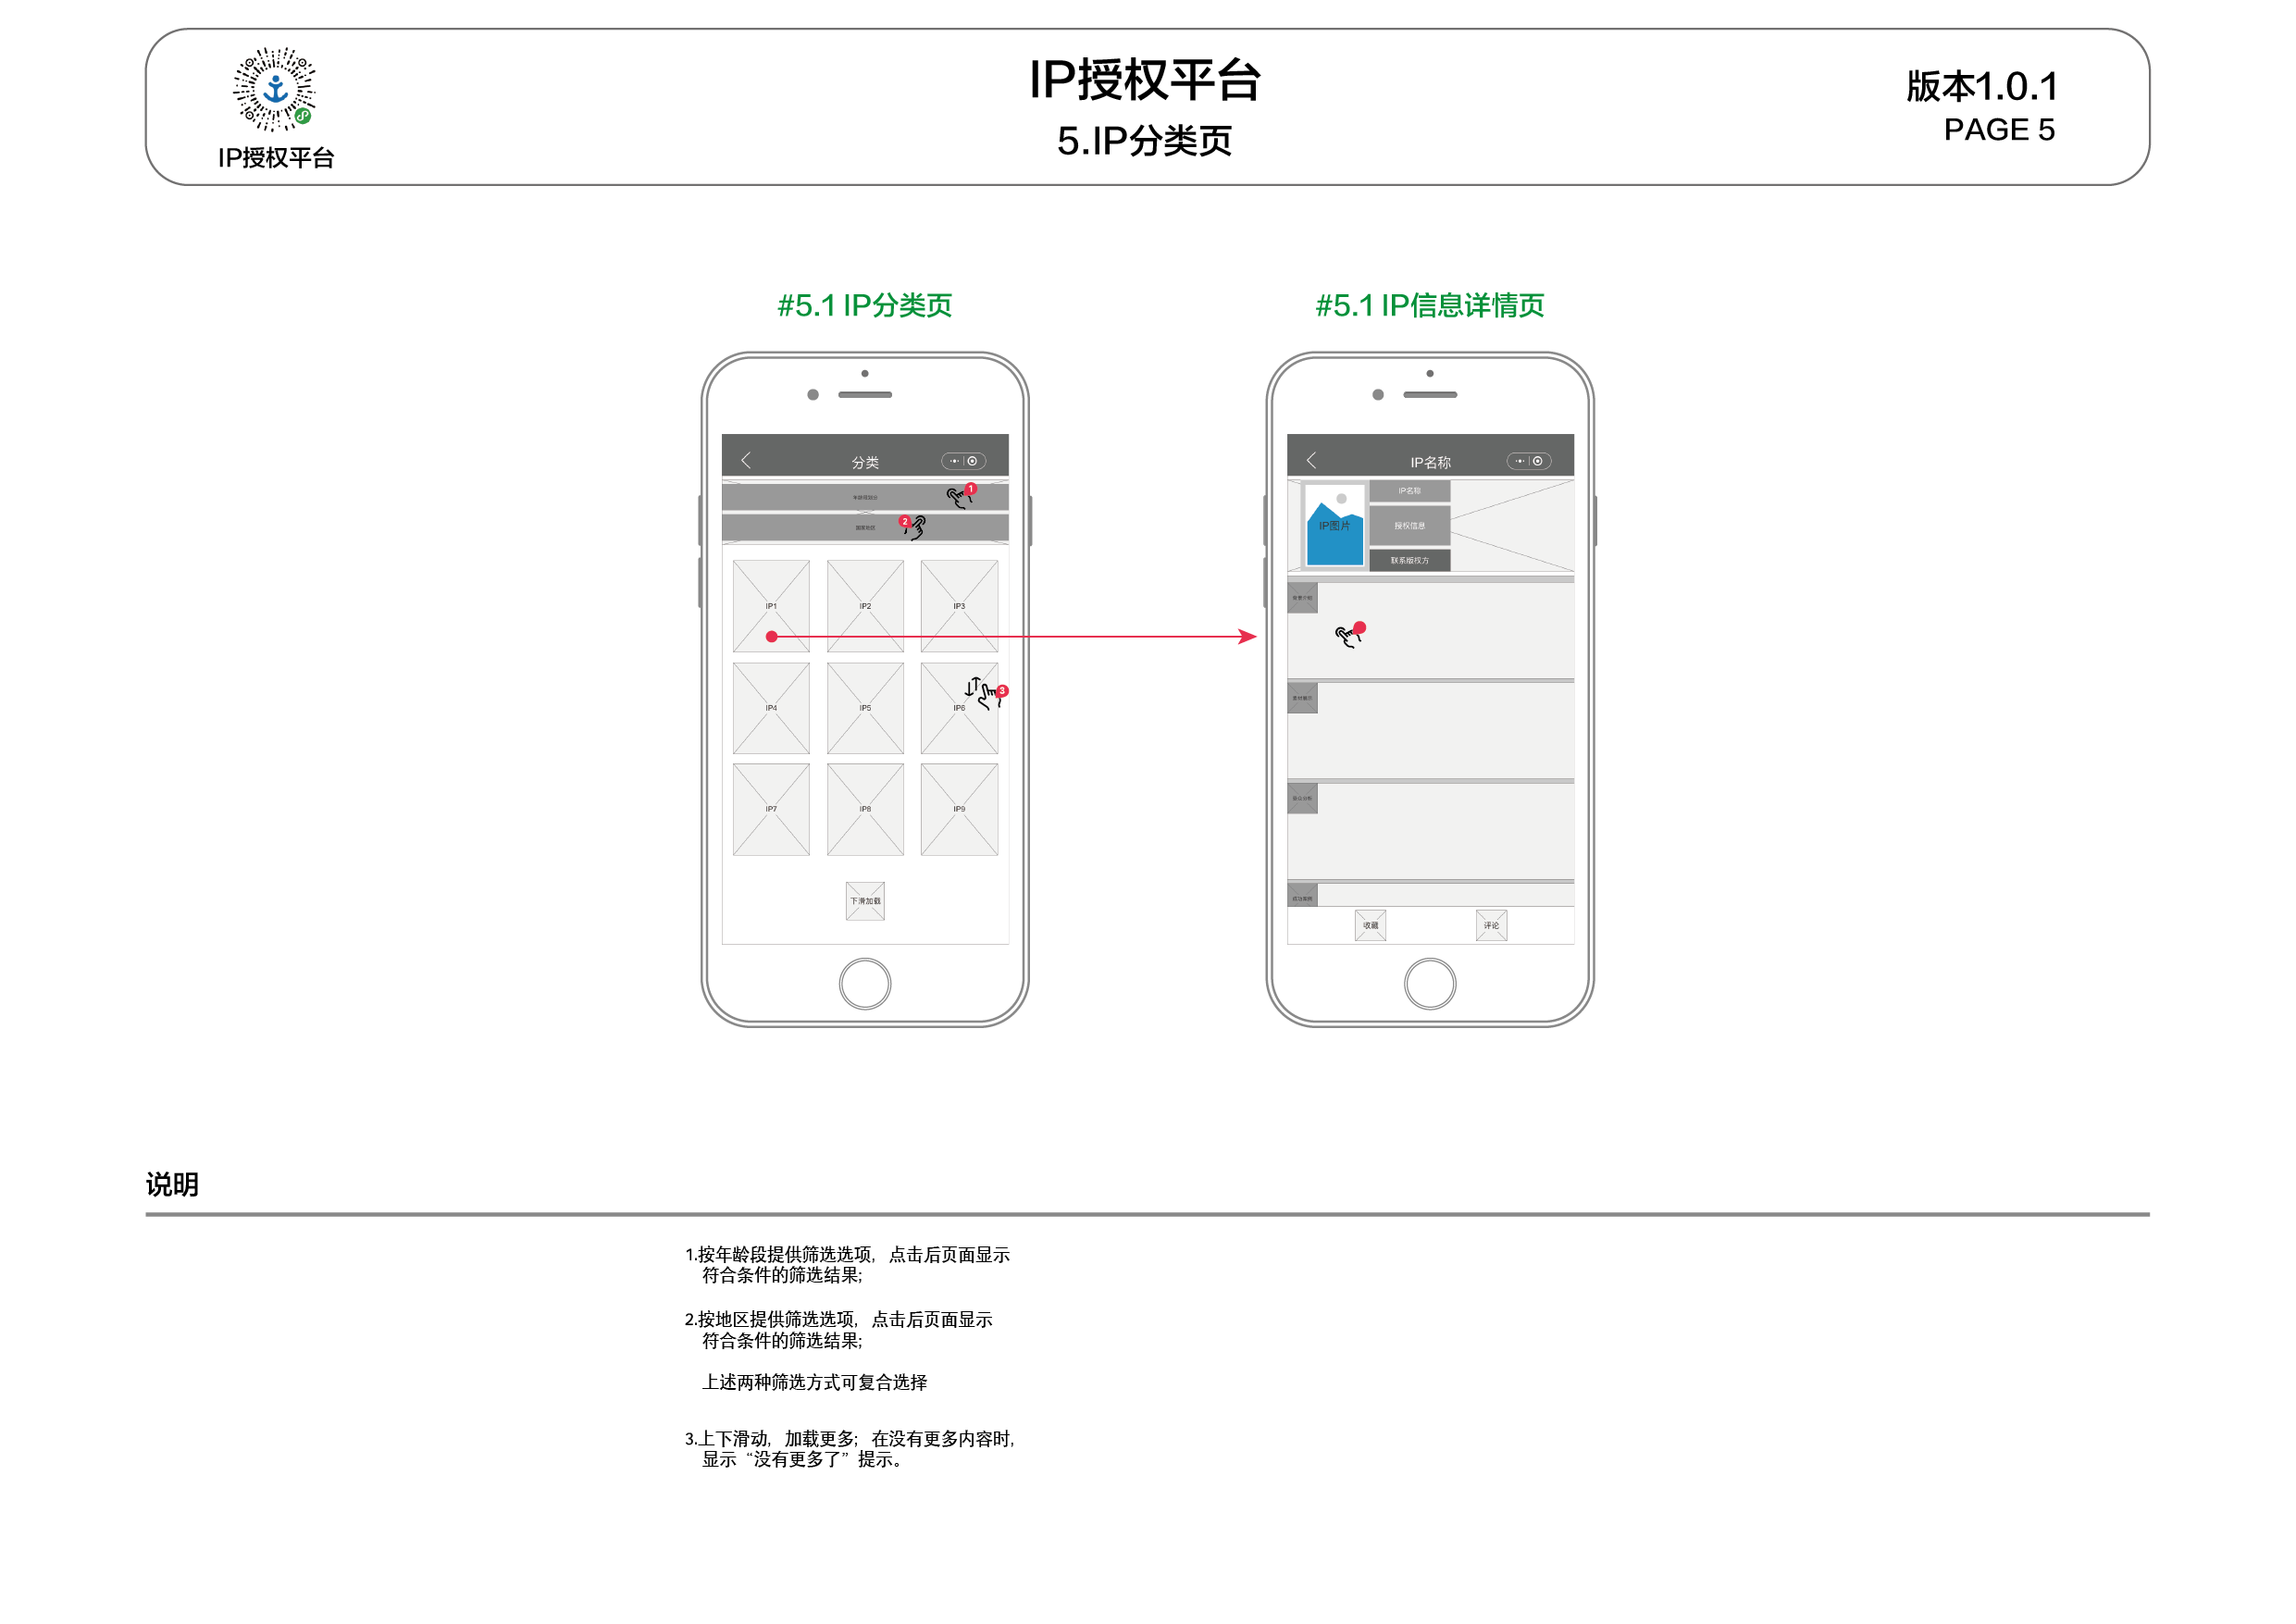 IP授权平台
IP授权平台
5.IP分类页
版本1.0.1
PAGE 5
#5.1 IP分类页
#5.1 IP信息详情页
分类
1
国家地区
2
IP1
IP2
IP3
IP4
IP5
IP6
3
IP7
IP8
IP9
下滑加载
IP名称
IP图片
IP名称
授权信息
联系版权方
收藏
评论
说明
1.按年龄段提供筛选选项，点击后页面显示
符合条件的筛选结果；
2.按地区提供筛选选项，点击后页面显示
符合条件的筛选结果；
上述两种筛选方式可复合选择
3.上下滑动，加载更多；在没有更多内容时，
显示“没有更多了”提示。